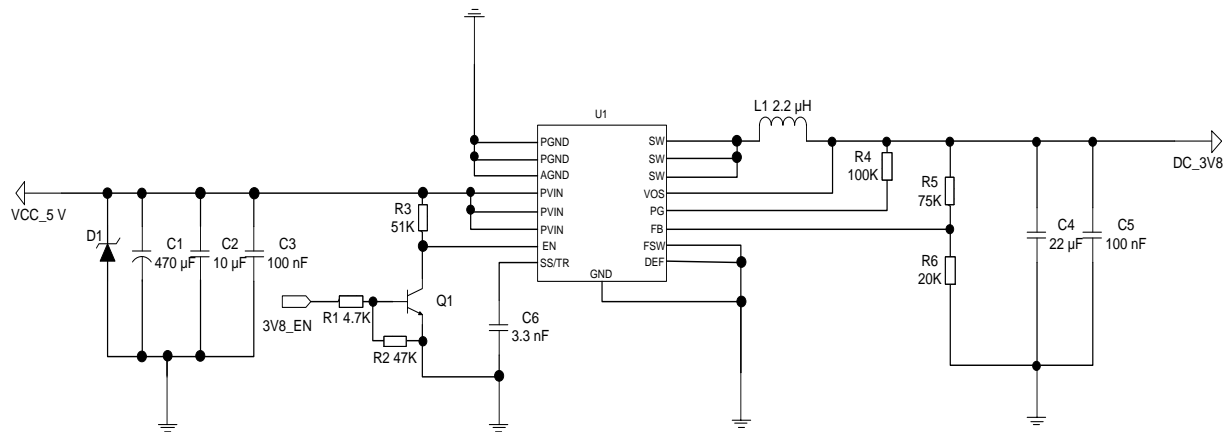 U1
L1 2.2 µH
PGND
PGND
AGND
PVIN
PVIN
PVIN
EN
SS/TR
SW
SW
SW
VOS
PG
FB
FSW
DEF
GND
VCC_5 V
DC_3V8
D1
C1
470 µF
C2
10 µF
C3
100 nF
R3
51K
3V8_EN
R1 4.7K
R2 47K
Q1
C6
3.3 nF
R4
100K
R5
75K
R6
20K
C4
22 µF
C5
100 nF